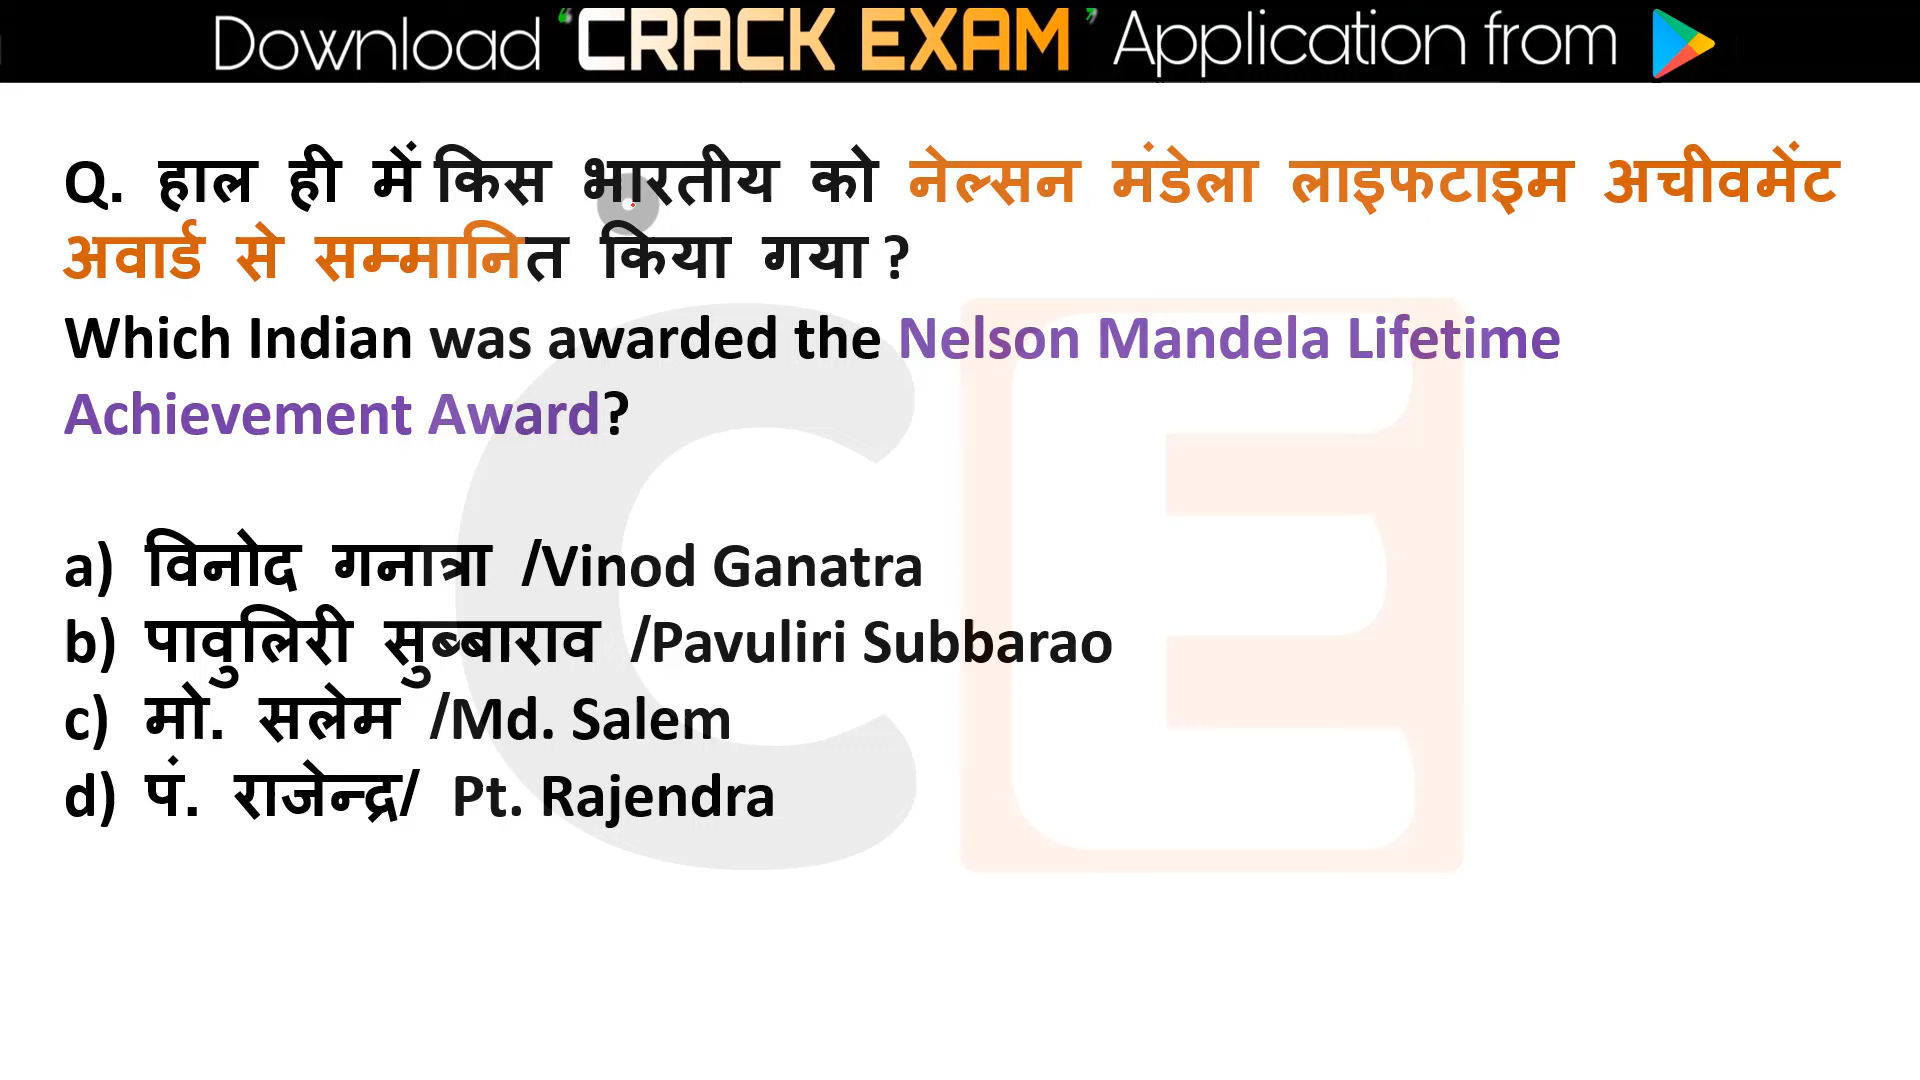 Download ‘CRACK EXAM’ Application from
Q. हाल ही में किस भारतीय को नेल्सन मंडेला लाइफटाइम अचीवमेंट
अवार्ड से सम्मानित किया गया ?
Which Indian was awarded the Nelson Mandela Lifetime
Achievement Award?
a) विनोद गनात्रा /Vinod Ganatra
b) पावुलिरी सुब्बाराव /Pavuliri Subbarao
c) मो. सलेम /Md. Salem
d) पं. राजेन्द्र/ Pt. Rajendra
CE